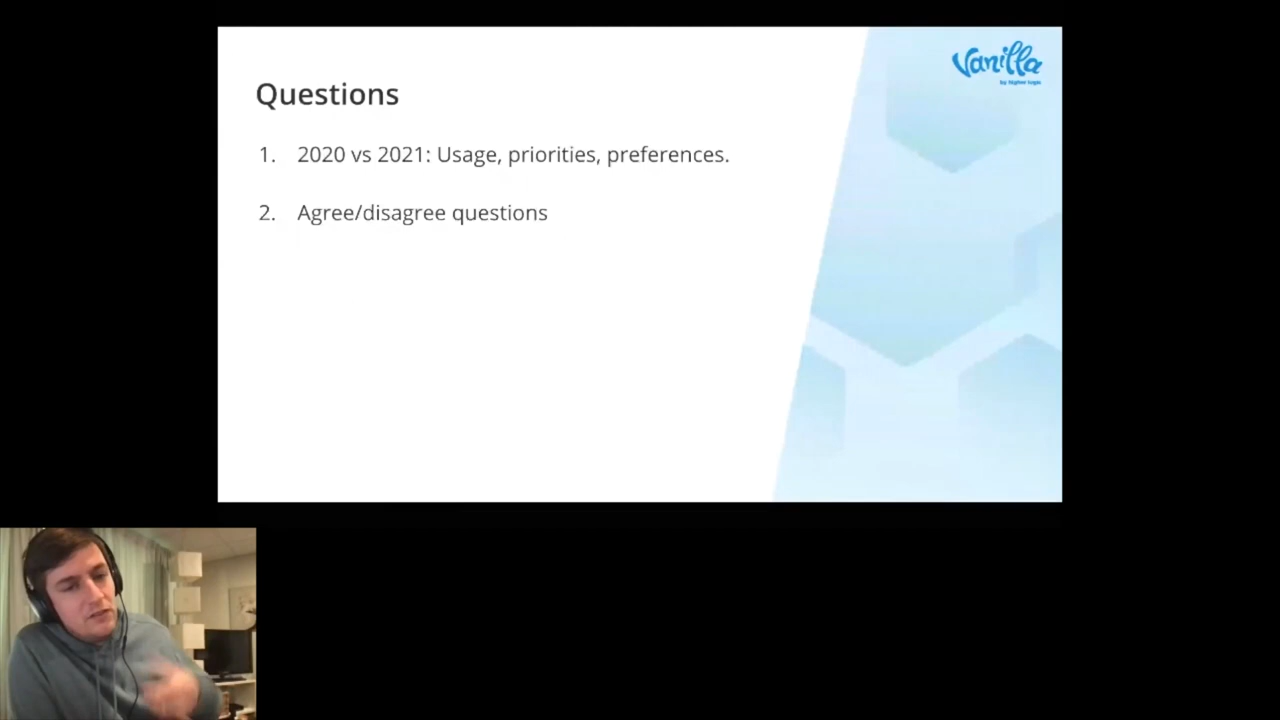 Vanilla
by higher logic
Questions
1. 2020 vs 2021: Usage, priorities, preferences.
2. Agree/disagree questions